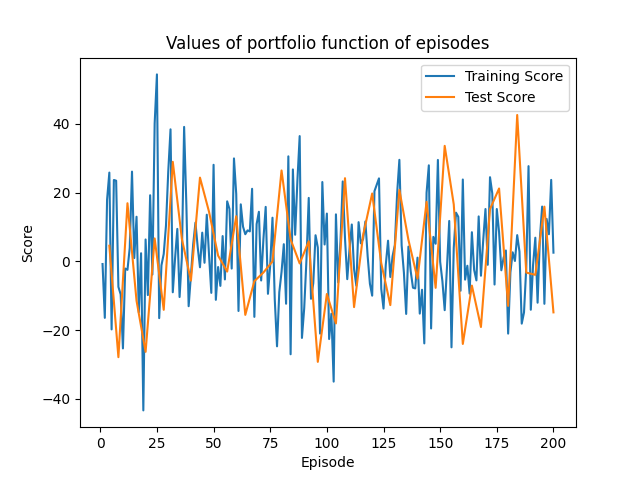 Values of portfolio function of episodes
Training Score
Test Score
Score
40
20
0
−20
−40
0
25
50
75
100
125
150
175
200
Episode